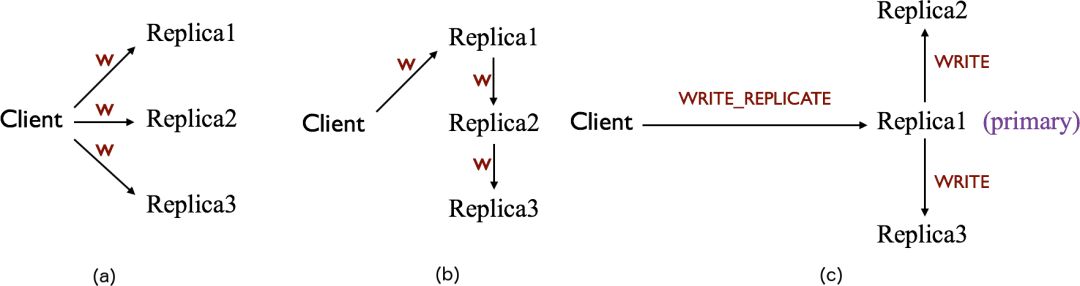 Replica1
W
W
Client
Replica2
W
Replica3
(a)
Replica1
W
W
Client
Replica2
W
Replica3
(b)
Replica2
WRITE
WRITE_REPLICATE
Client
Replica1 (primary)
WRITE
Replica3
(c)